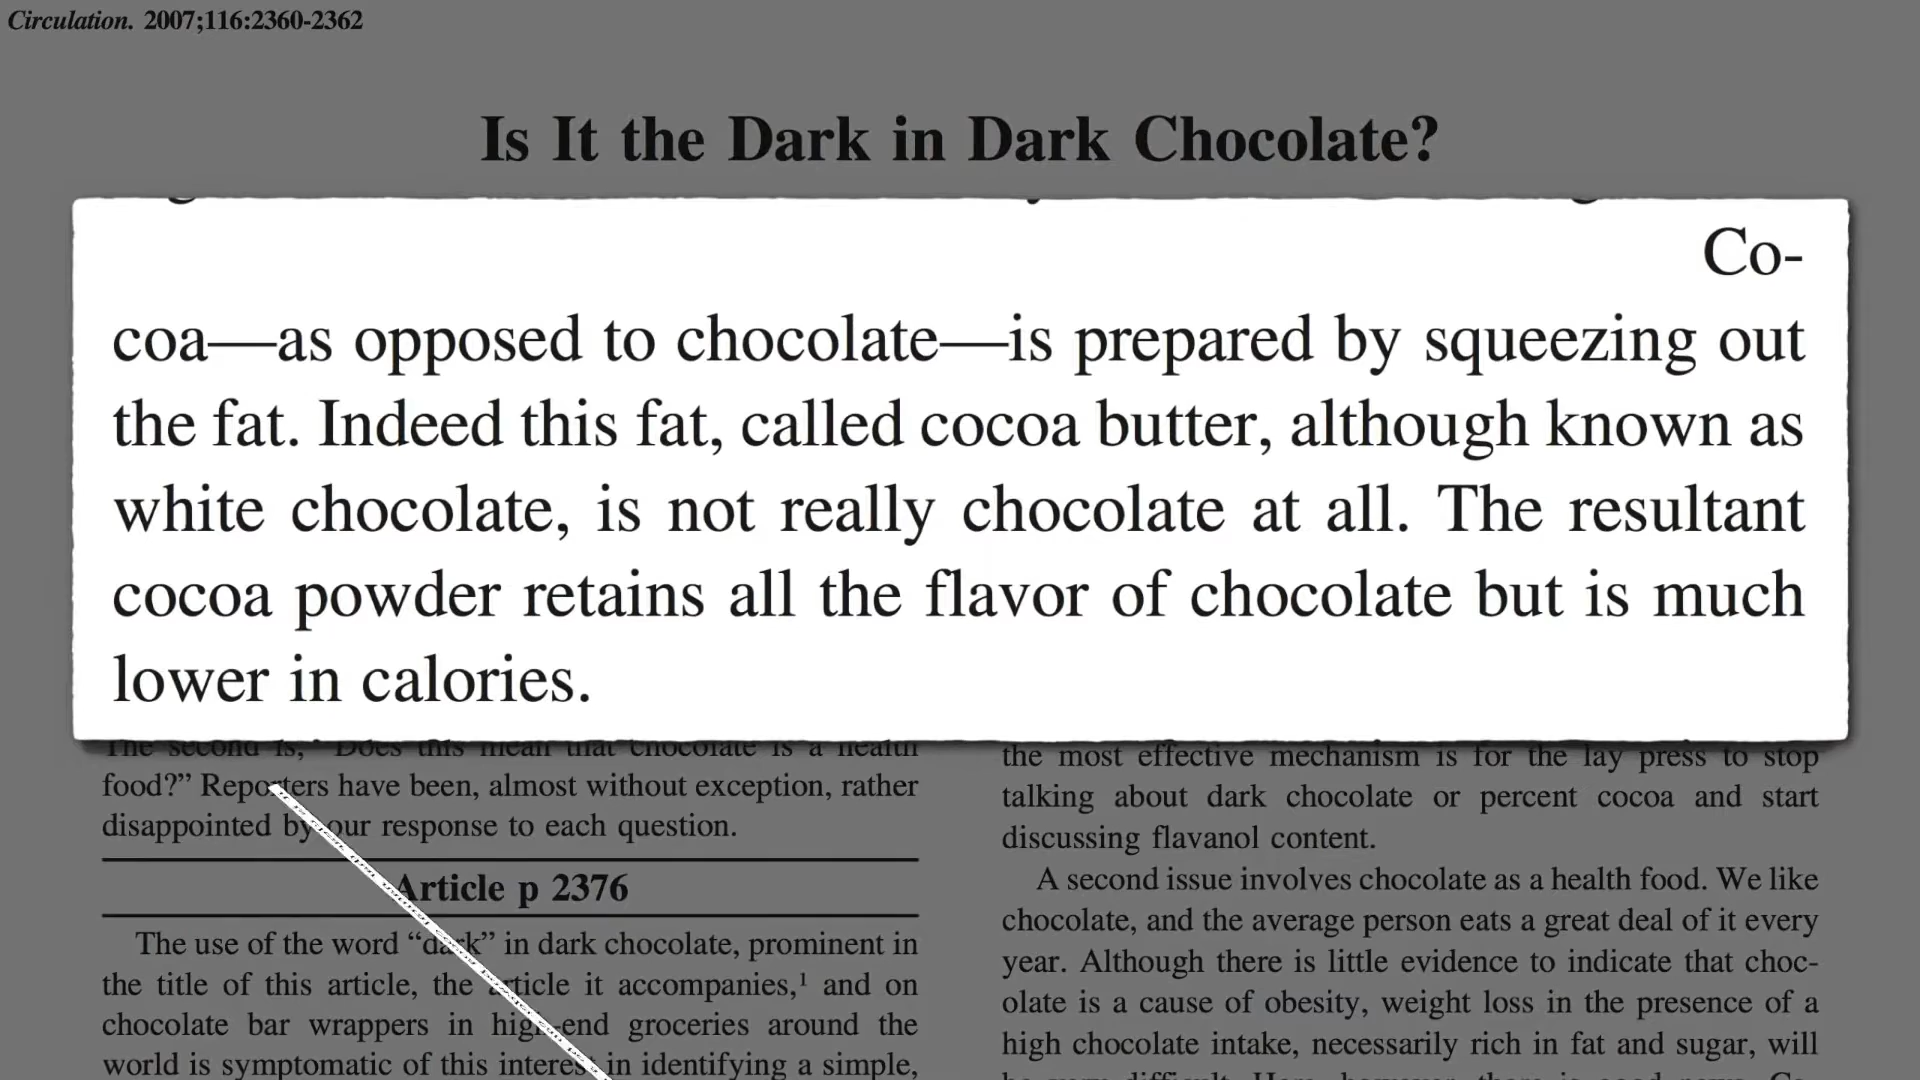 Circulation. 2007;116:2360-2362
Is It the Dark in Dark Chocolate?
Co-
coa—as opposed to chocolate—is prepared by squeezing out
the fat. Indeed this fat, called cocoa butter, although known as
white chocolate, is not really chocolate at all. The resultant
cocoa powder retains all the flavor of chocolate but is much
lower in calories.
The second is, “Does this mean that chocolate is a health
food?” Reporters have been, almost without exception, rather
disappointed by our response to each question.
Article p 2376
The use of the word “dark” in dark chocolate, prominent in
the title of this article, the article it accompanies,¹ and on
chocolate bar wrappers in high-end groceries around the
world is symptomatic of this interest in identifying a simple,
the most effective mechanism is for the lay press to stop
talking about dark chocolate or percent cocoa and start
discussing flavanol content.
A second issue involves chocolate as a health food. We like
chocolate, and the average person eats a great deal of it every
year. Although there is little evidence to indicate that choc-
olate is a cause of obesity, weight loss in the presence of a
high chocolate intake, necessarily rich in fat and sugar, will